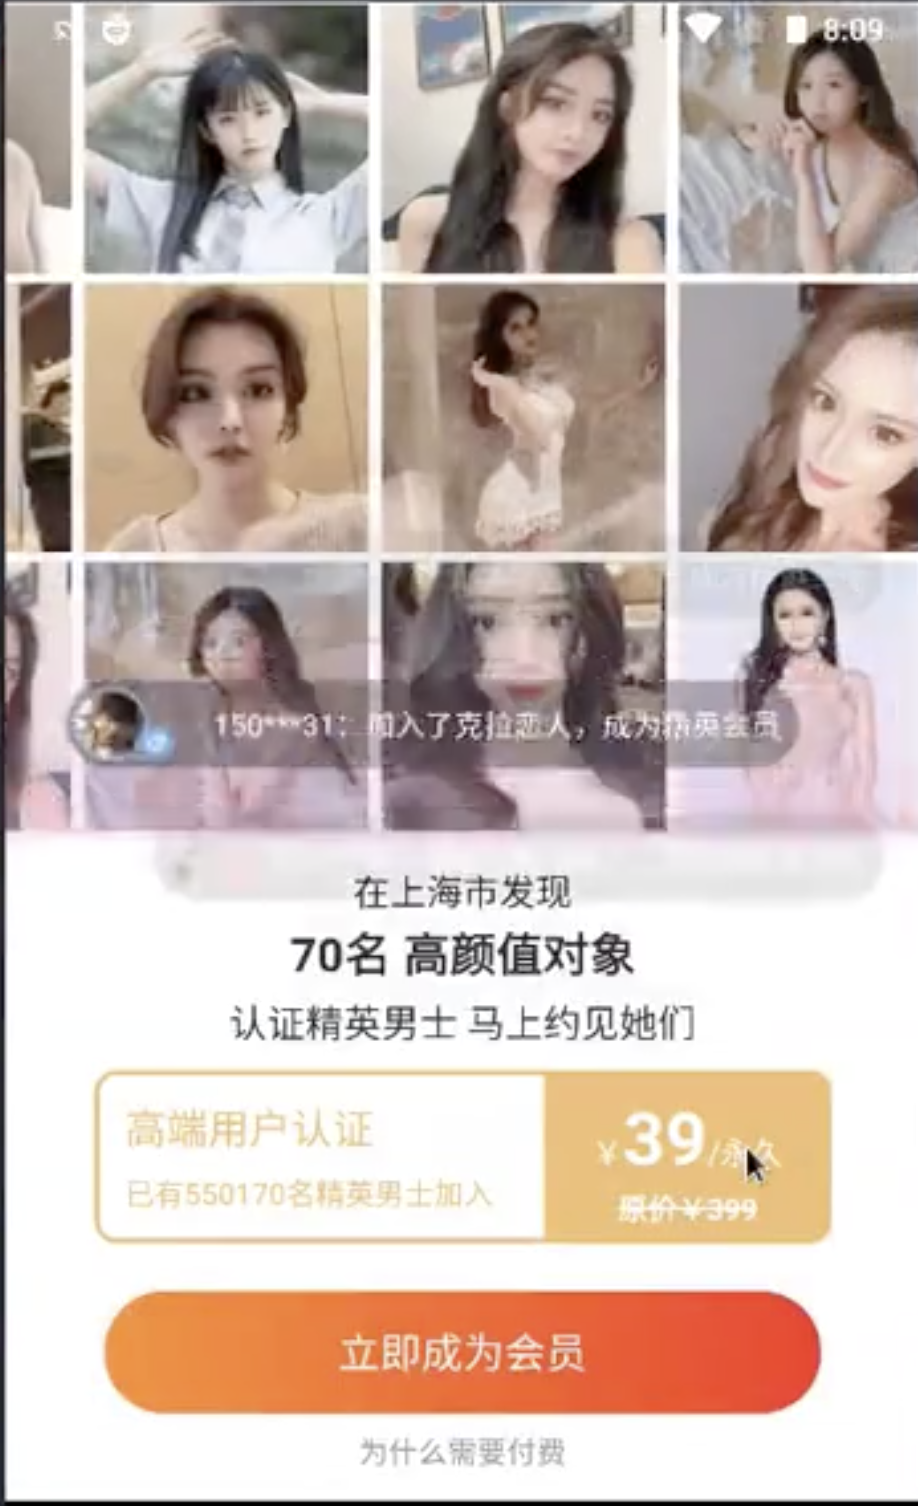 8:09
150***31：加入了克拉恋人，成为精英会员
在上海市发现
70名 高颜值对象
认证精英男士 马上约见她们
高端用户认证
已有550170名精英男士加入
￥39/永久
原价￥399
立即成为会员
为什么需要付费